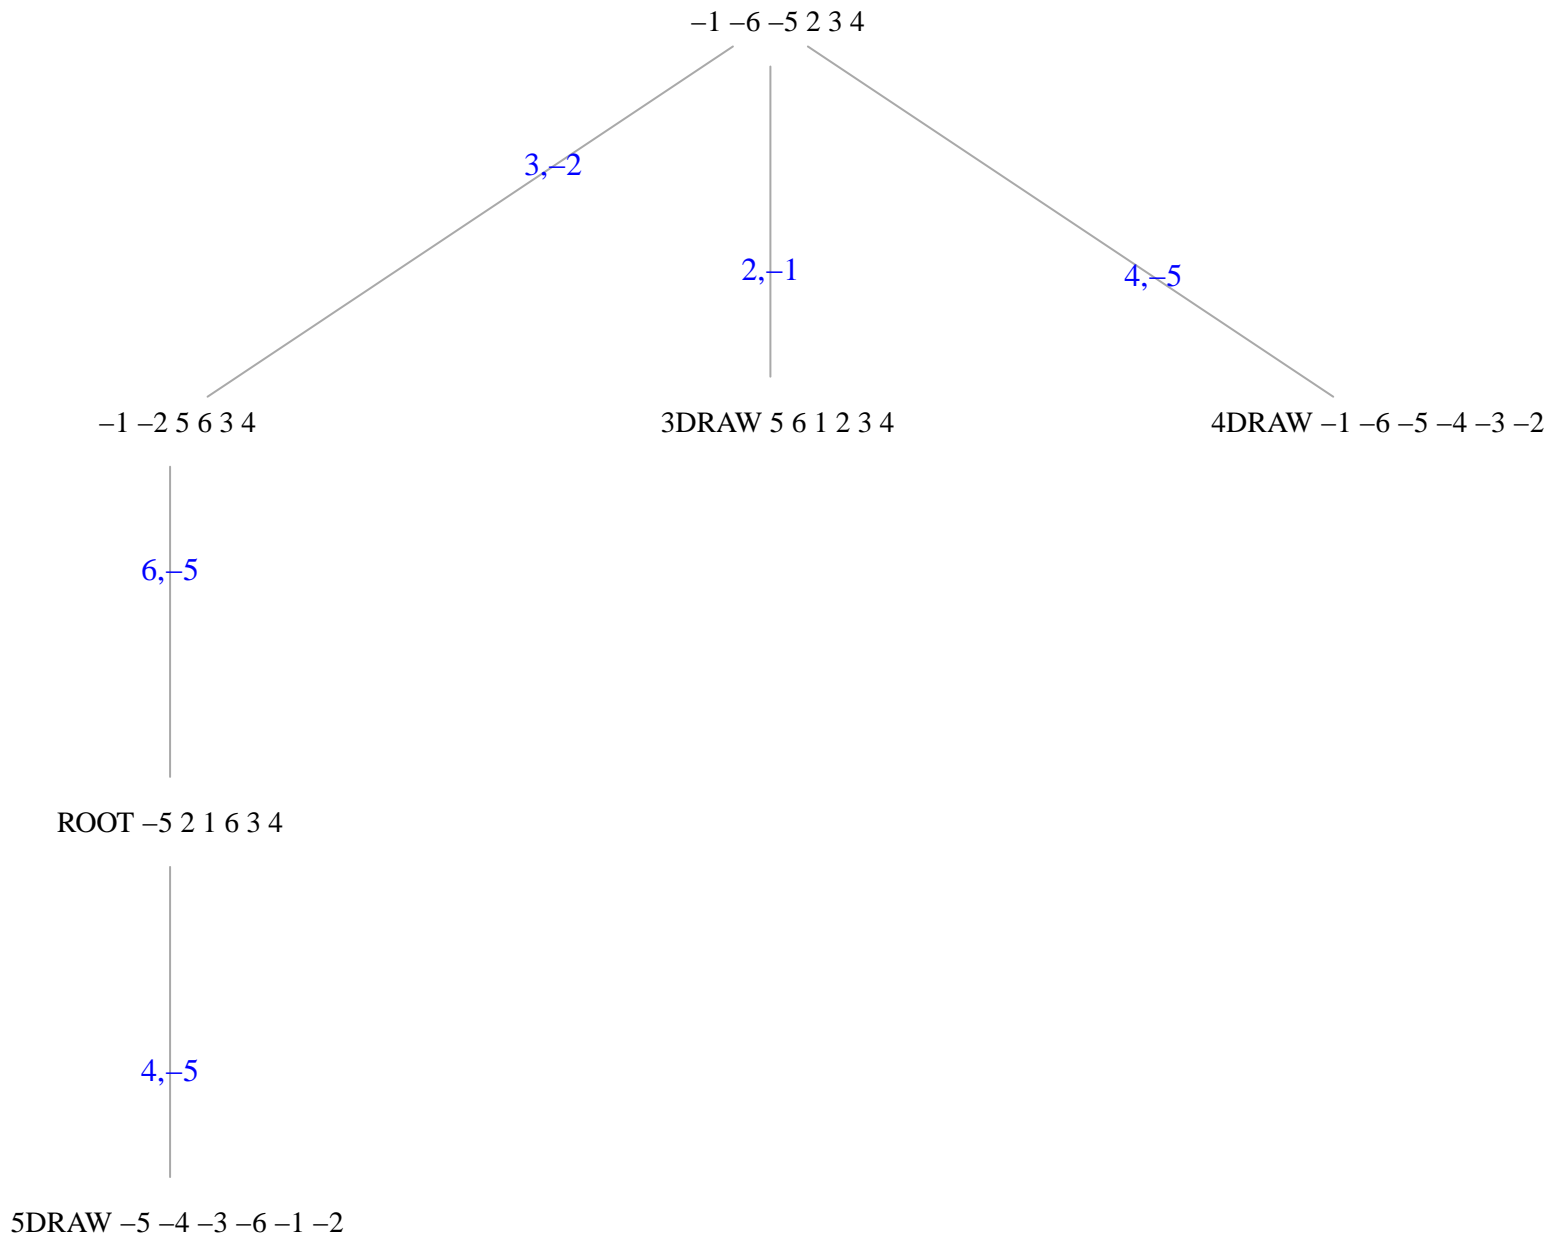 –1 –6 –5 2 3 4
3,–2
2,–1
4,–5
–1 –2 5 6 3 4
3DRAW 5 6 1 2 3 4
4DRAW –1 –6 –5 –4 –3 –2
6,–5
ROOT –5 2 1 6 3 4
4,–5
5DRAW –5 –4 –3 –6 –1 –2